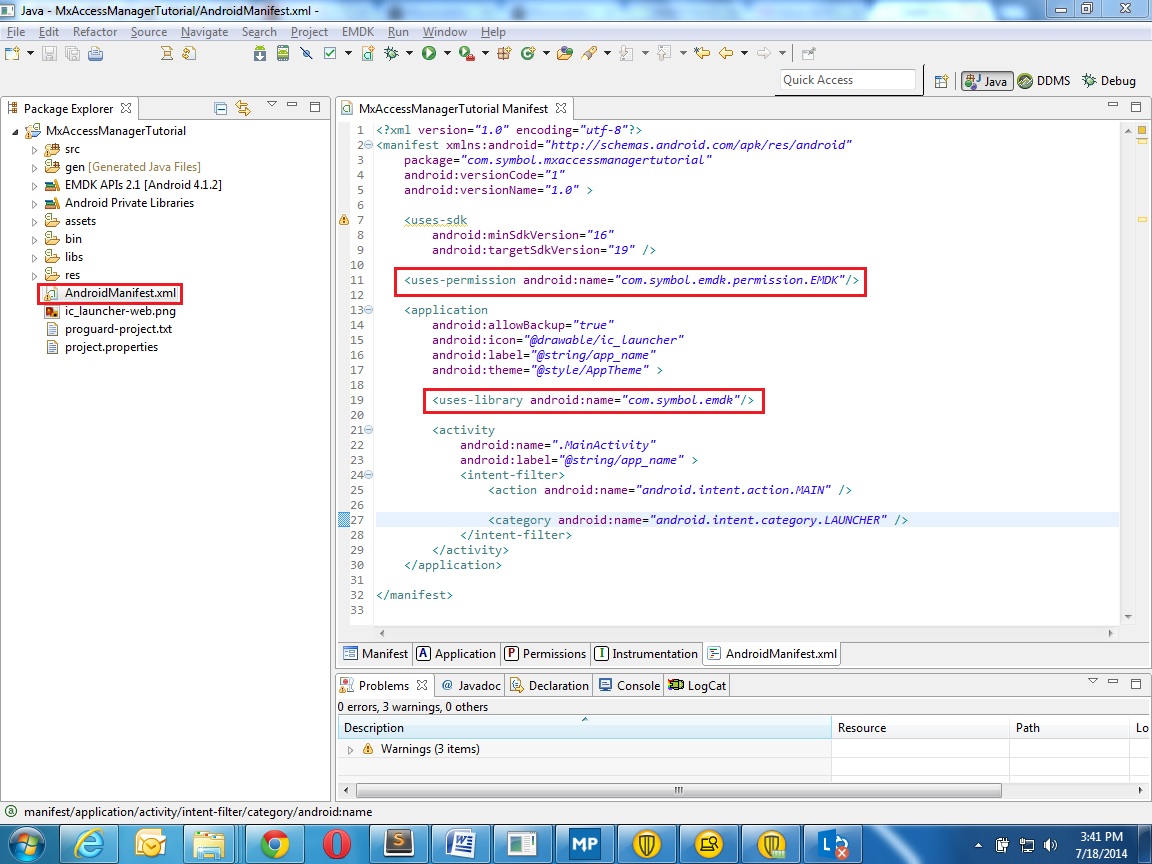 Java - MxAccessManagerTutorial/AndroidManifest.xml -
File Edit Refactor Source Navigate Search Project EMDK Run Window Help
Quick Access
Java DDMS Debug
Package Explorer
MxAccessManagerTutorial
src
gen [Generated Java Files]
EMDK APIs 2.1 [Android 4.1.2]
Android Private Libraries
assets
bin
libs
res
AndroidManifest.xml
ic_launcher-web.png
proguard-project.txt
project.properties
MxAccessManagerTutorial Manifest
1 <?xml version="1.0" encoding="utf-8"?>
2 <manifest xmlns:android="http://schemas.android.com/apk/res/android"
3 package="com.symbol.mxaccessmanagertutorial"
4 android:versionCode="1"
5 android:versionName="1.0" >
6
7 <uses-sdk
8 android:minSdkVersion="16"
9 android:targetSdkVersion="19" />
10
11 <uses-permission android:name="com.symbol.emdk.permission.EMDK"/>
12
13 <application
14 android:allowBackup="true"
15 android:icon="@drawable/ic_launcher"
16 android:label="@string/app_name"
17 android:theme="@style/AppTheme" >
18
19 <uses-library android:name="com.symbol.emdk"/>
20
21 <activity
22 android:name=".MainActivity"
23 android:label="@string/app_name" >
24 <intent-filter>
25 <action android:name="android.intent.action.MAIN" />
26
27 <category android:name="android.intent.category.LAUNCHER" />
28 </intent-filter>
29 </activity>
30 </application>
31
32 </manifest>
33
Manifest A Application P Permissions I Instrumentation AndroidManifest.xml
Problems @ Javadoc Declaration Console LogCat
0 errors, 3 warnings, 0 others
Description Resource Path Lo
Warnings (3 items)
manifest/application/activity/intent-filter/category/android:name
MP
3:41 PM
7/18/2014